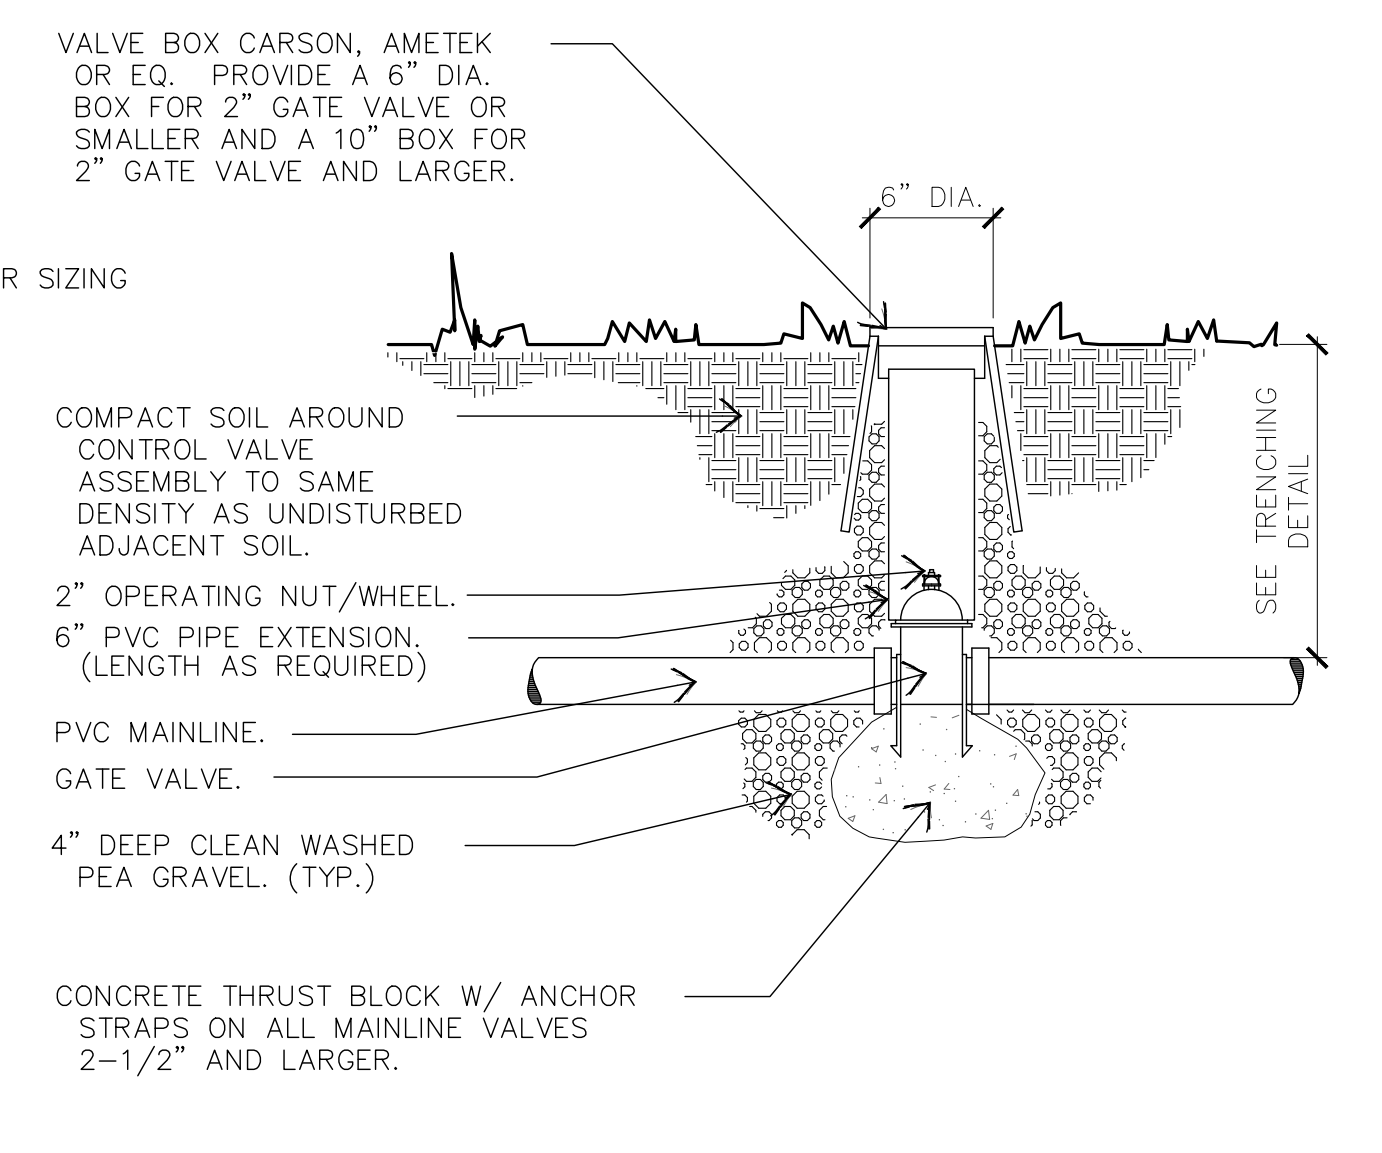 VALVE BOX CARSON, AMETEK
OR EQ.  PROVIDE A 6” DIA.
BOX FOR 2” GATE VALVE OR
SMALLER AND A 10” BOX FOR
2” GATE VALVE AND LARGER.
6” DIA.
R SIZING
COMPACT SOIL AROUND
CONTROL VALVE
ASSEMBLY TO SAME
DENSITY AS UNDISTURBED
ADJACENT SOIL.
SEE TRENCHING
DETAIL
2” OPERATING NUT/WHEEL.
6” PVC PIPE EXTENSION.
(LENGTH AS REQUIRED)
PVC MAINLINE.
GATE VALVE.
4” DEEP CLEAN WASHED
PEA GRAVEL. (TYP.)
CONCRETE THRUST BLOCK W/ ANCHOR
STRAPS ON ALL MAINLINE VALVES
2-1/2” AND LARGER.